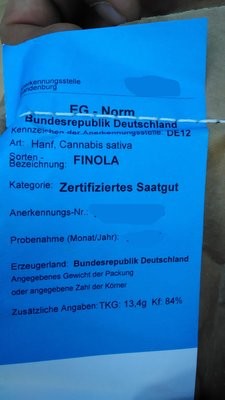 EG - Norm
Bundesrepublik Deutschland
Kennzeichen der Anerkennungsstelle: DE12
Art: Hanf, Cannabis sativa
Sorten -
Bezeichnung: FINOLA
Kategorie: Zertifiziertes Saatgut
Anerkennungs-Nr.:
Probenahme (Monat/Jahr):
Erzeugerland: Bundesrepublik Deutschland
Angegebenes Gewicht der Packung
oder angegebene Zahl der Körner
Zusätzliche Angaben: TKG: 13,4g Kf: 84%